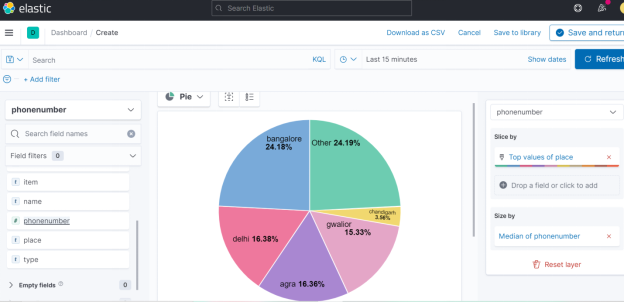 elastic
Search Elastic
D Dashboard / Create
Download as CSV Cancel Save to library Save and return
Search KQL Last 15 minutes Show dates Refresh
+ Add filter
phonenumber
Search field names
Field filters 0
t item
t name
# phonenumber
t place
t type
Empty fields 0
Pie
bangalore
24.18%
Other 24.19%
chandigarh
3.56%
gwalior
15.33%
delhi 16.38%
agra 16.36%
phonenumber
Slice by
Top values of place
Drop a field or click to add
Size by
Median of phonenumber
Reset layer